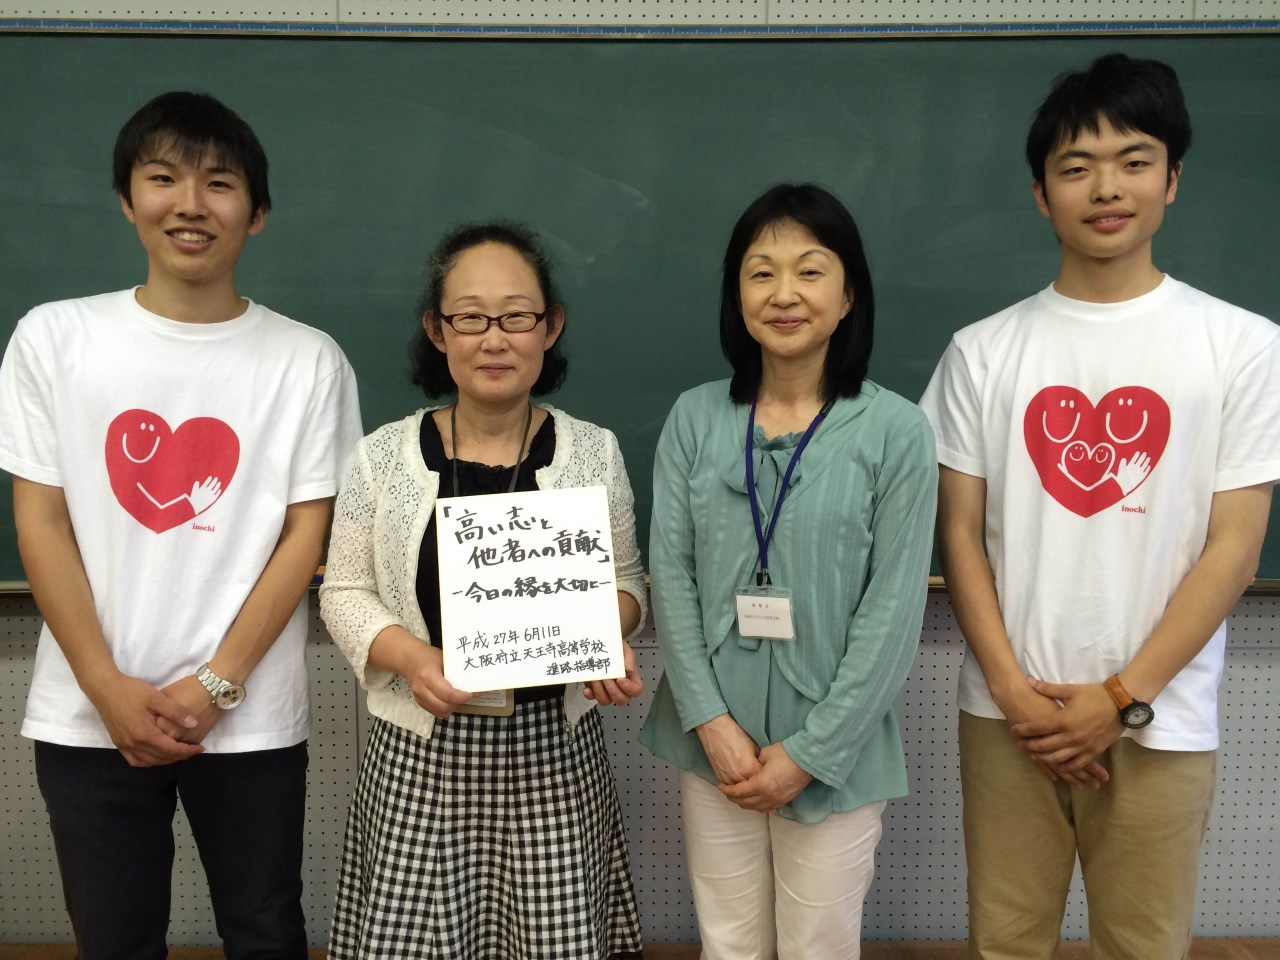 「高い志と
他者への貢献」
－今日の縁を大切に－
平成27年6月11日
大阪府立天王寺高等学校
進路指導部
inochi
inochi